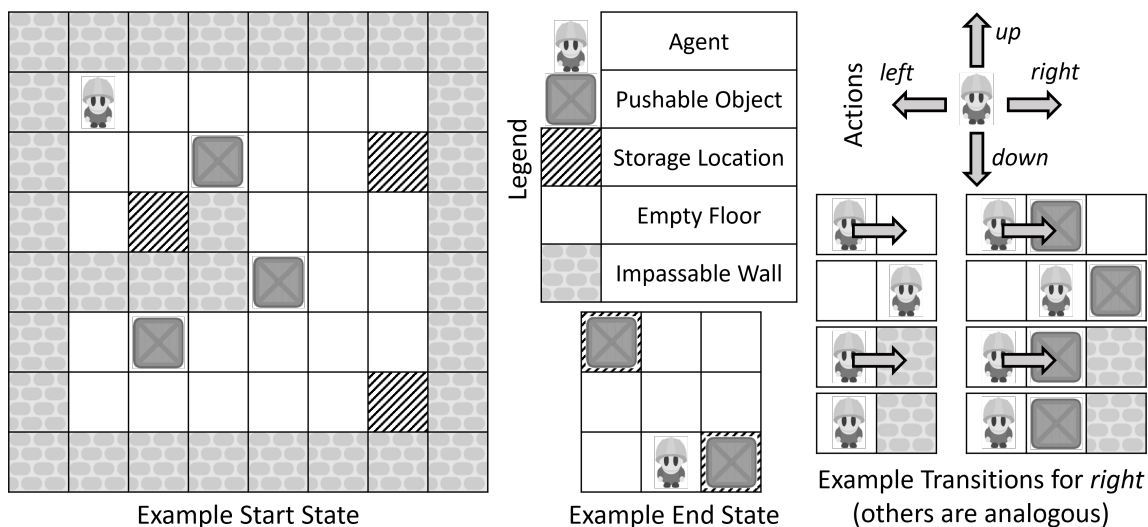 Example Start State
Legend
Agent
Pushable Object
Storage Location
Empty Floor
Impassable Wall
Example End State
Actions
up
left
right
down
Example Transitions for right
(others are analogous)